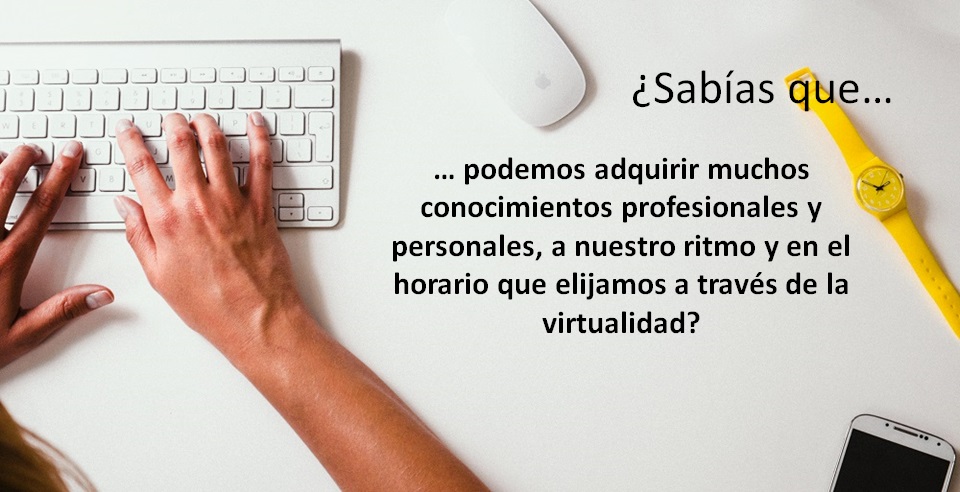 ¿Sabías que...
... podemos adquirir muchos
conocimientos profesionales y
personales, a nuestro ritmo y en el
horario que elijamos a través de la
virtualidad?